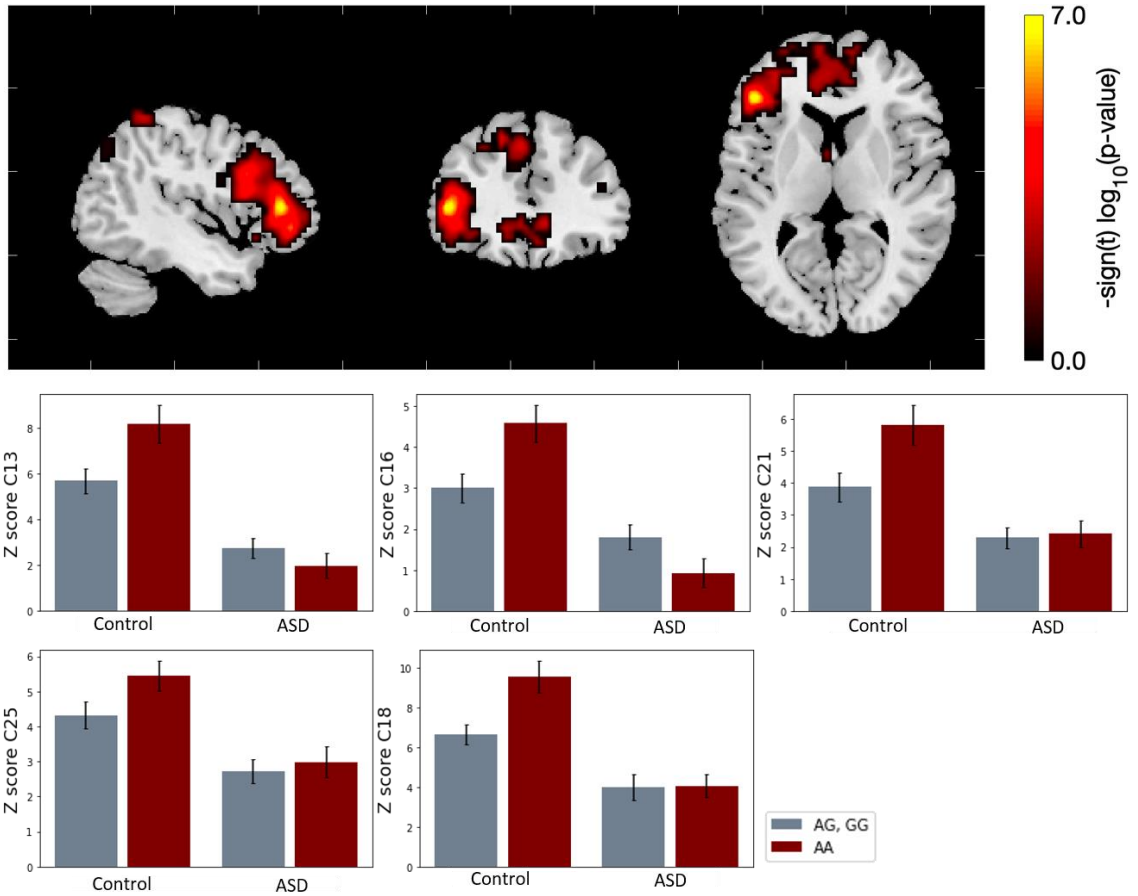 7.0
-sign(t) log10(p-value)
0.0
Z score C13
8
6
4
2
0
Control ASD
Z score C16
5
4
3
2
1
0
Control ASD
Z score C21
6
5
4
3
2
1
0
Control ASD
Z score C25
6
5
4
3
2
1
0
Control ASD
Z score C18
10
8
6
4
2
0
Control ASD
AG, GG
AA